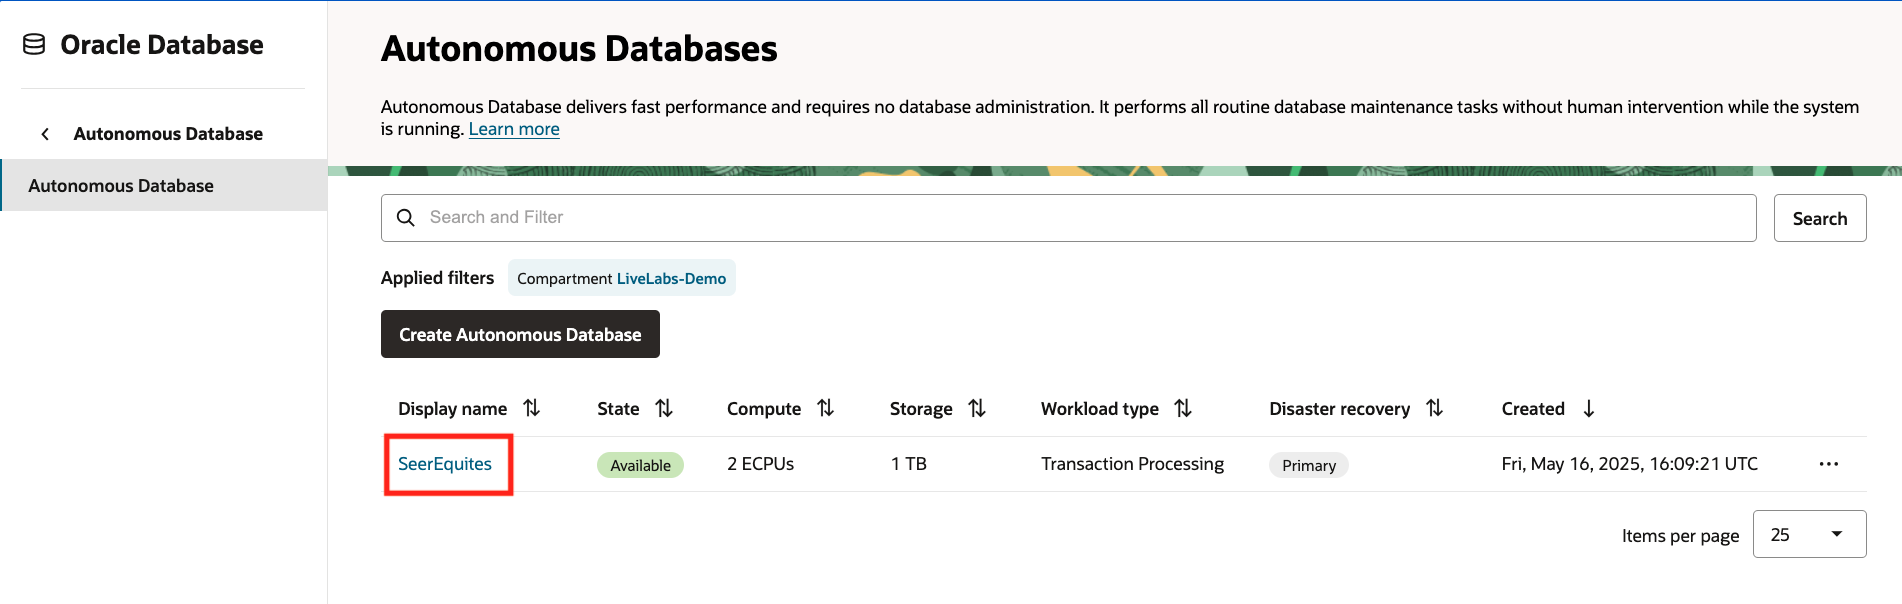 Oracle Database
Autonomous Database
Autonomous Database
Autonomous Databases
Autonomous Database delivers fast performance and requires no database administration. It performs all routine database maintenance tasks without human intervention while the system
is running. Learn more
Search and Filter
Search
Applied filters Compartment LiveLabs-Demo
Create Autonomous Database
Display name State Compute Storage Workload type Disaster recovery Created
SeerEquites Available 2 ECPUs 1 TB Transaction Processing Primary Fri, May 16, 2025, 16:09:21 UTC
Items per page 25